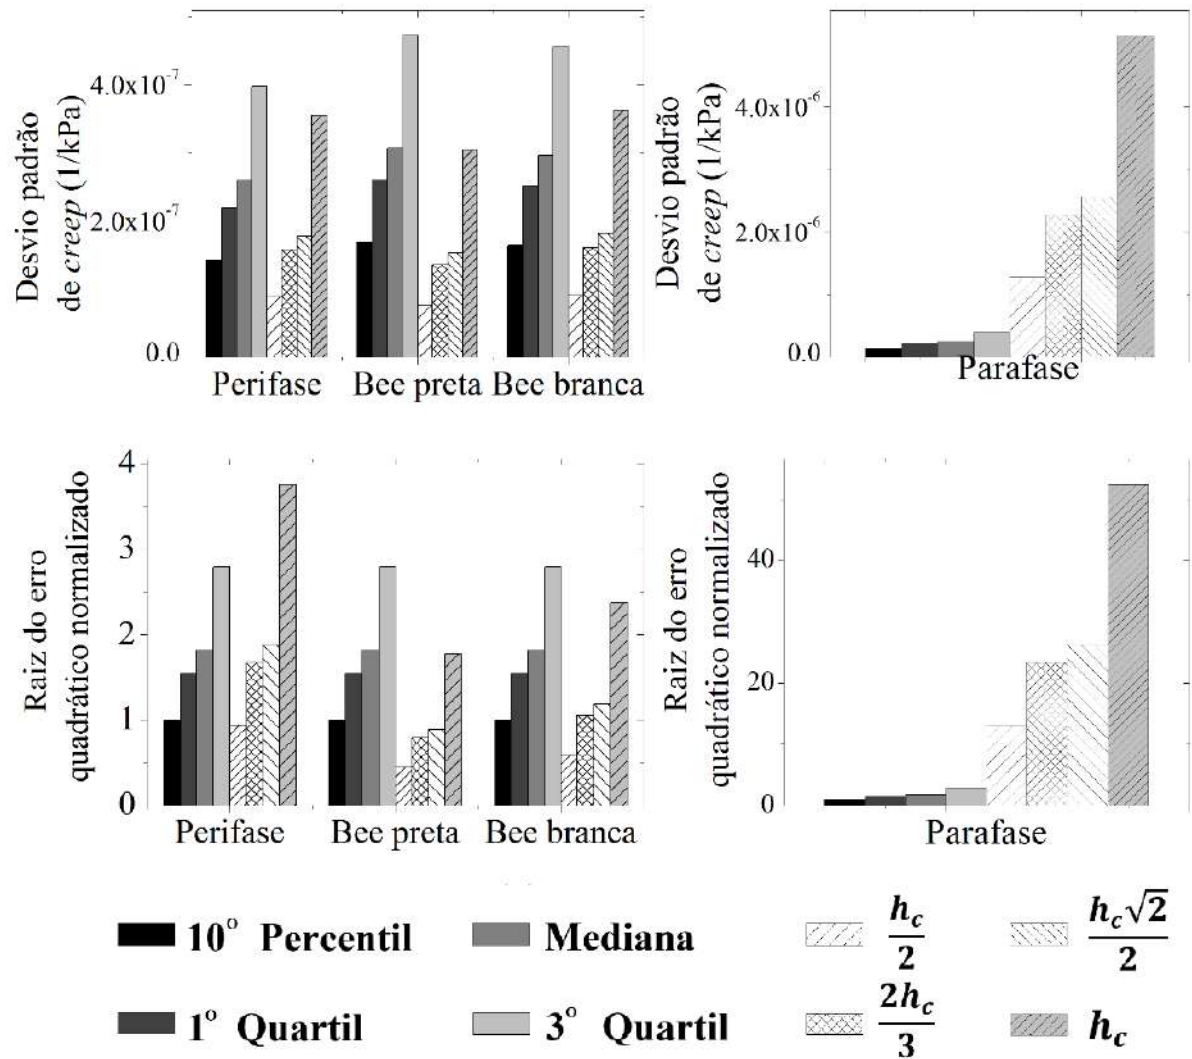 Desvio padrão
de creep (1/kPa)
4.0x10⁻⁷
2.0x10⁻⁷
0.0
Perifase
Bee preta
Bee branca
Desvio padrão
de creep (1/kPa)
4.0x10⁻⁶
2.0x10⁻⁶
0.0
Parafase
Raiz do erro
quadrático normalizado
4
3
2
1
0
Perifase
Bee preta
Bee branca
Raiz do erro
quadrático normalizado
40
20
0
Parafase
10° Percentil
Mediana
h_c/2
h_c√2/2
1° Quartil
3° Quartil
2h_c/3
h_c